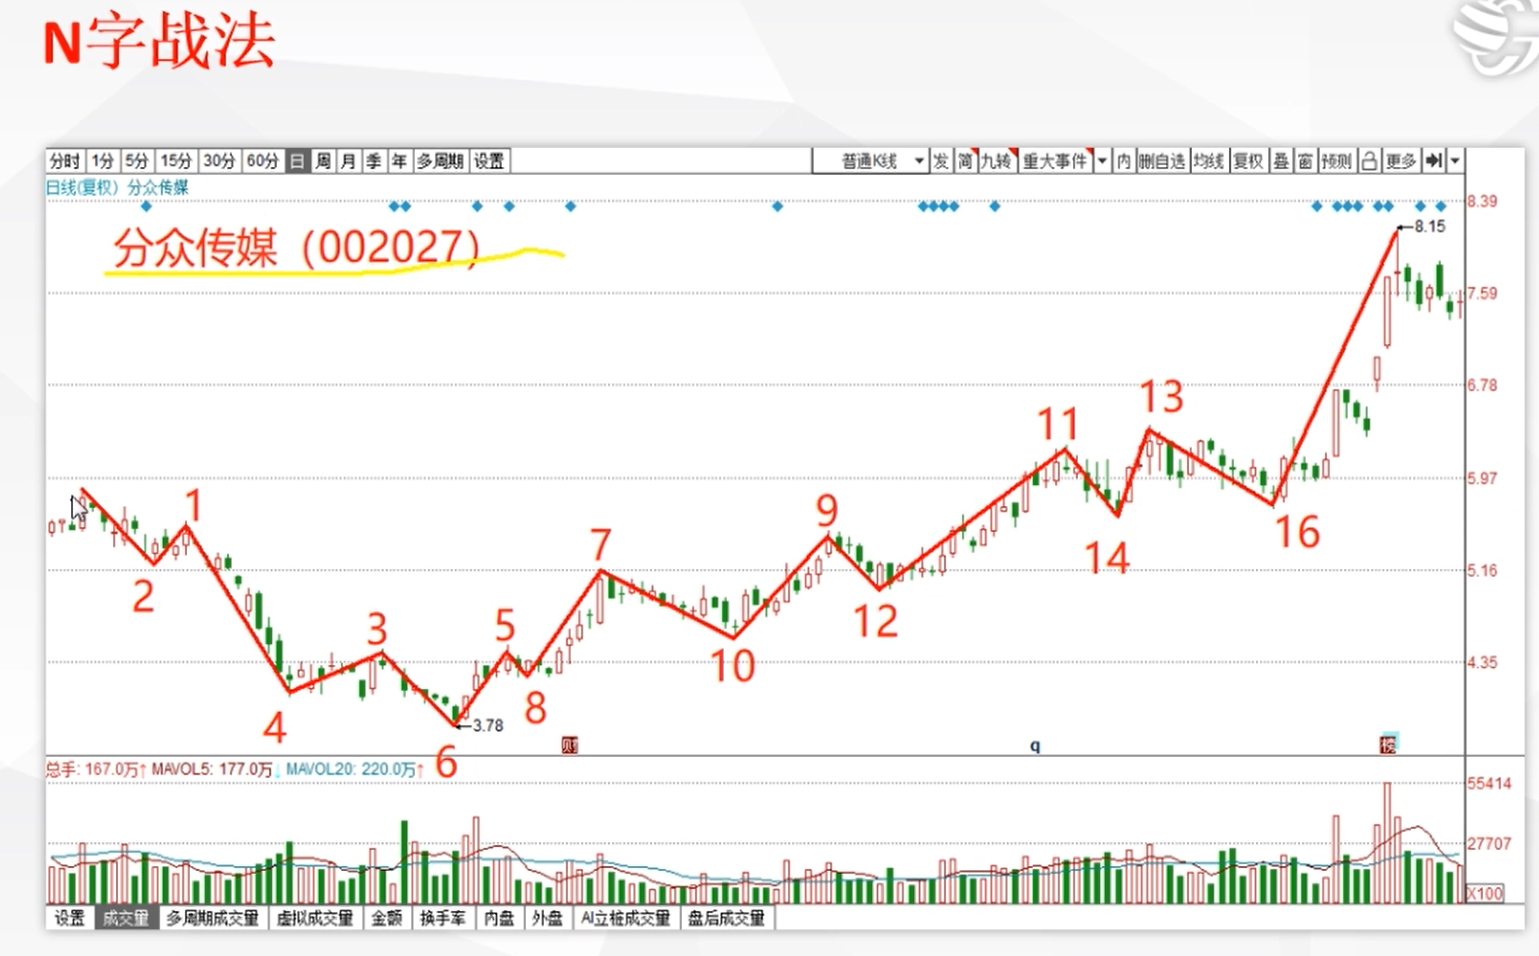 N字战法
分时 1分 5分 15分 30分 60分 日 周 月 季 年 多周期 设置 普通K线 发 简 九转 重大事件 内 删自选 均线 复权 叠 窗 预测 更多
日线(复权) 分众传媒
8.39
分众传媒（002027）
8.15
7.59
6.78
13
11
5.97
1
9
7
16
14
5.16
2
12
5
3
4.35
10
8
4
3.78
6
财
q
榜
总手: 167.0万↑ MAVOL5: 177.0万↓ MAVOL20: 220.0万↑
55414
27707
X100
设置 成交量 多周期成交量 虚拟成交量 金额 换手率 内盘 外盘 AI立桩成交量 盘后成交量